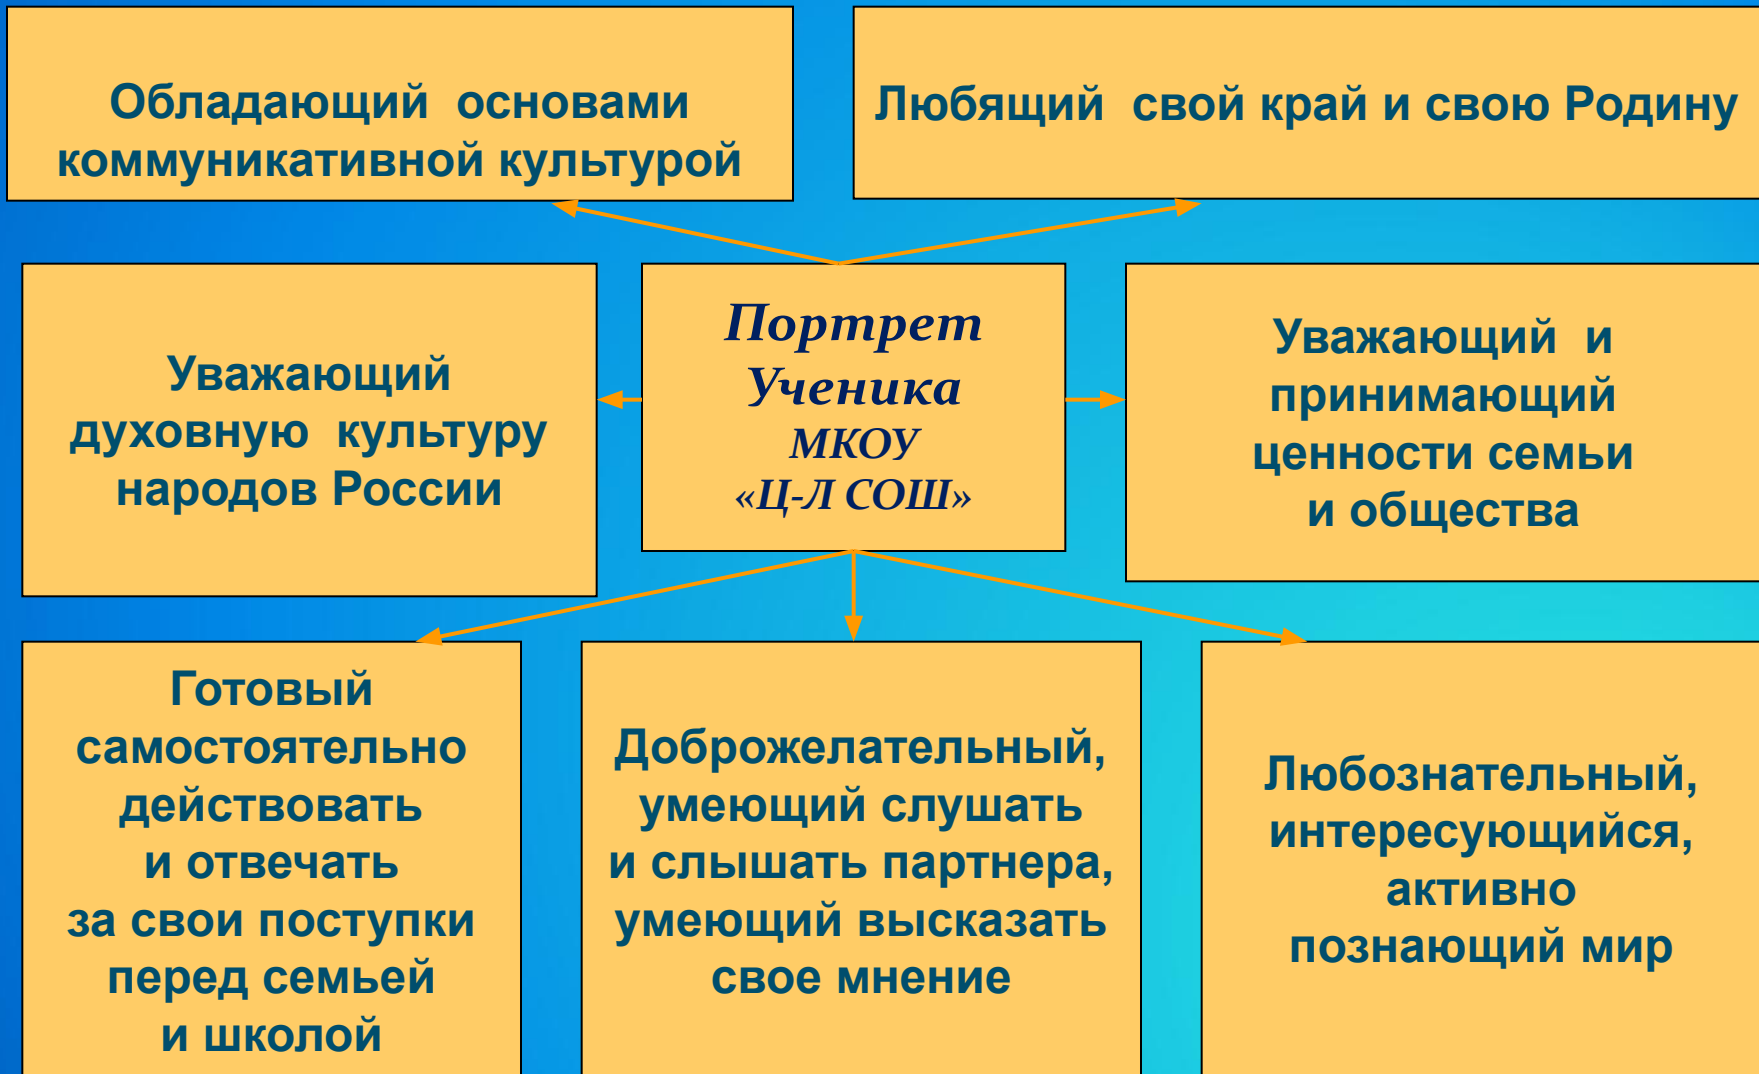 Обладающий основами
коммуникативной культурой
Любящий свой край и свою Родину
Уважающий
духовную культуру
народов России
Портрет
Ученика
МКОУ
«Ц-Л СОШ»
Уважающий и
принимающий
ценности семьи
и общества
Готовый
самостоятельно
действовать
и отвечать
за свои поступки
перед семьей
и школой
Доброжелательный,
умеющий слушать
и слышать партнера,
умеющий высказать
свое мнение
Любознательный,
интересующийся,
активно
познающий мир